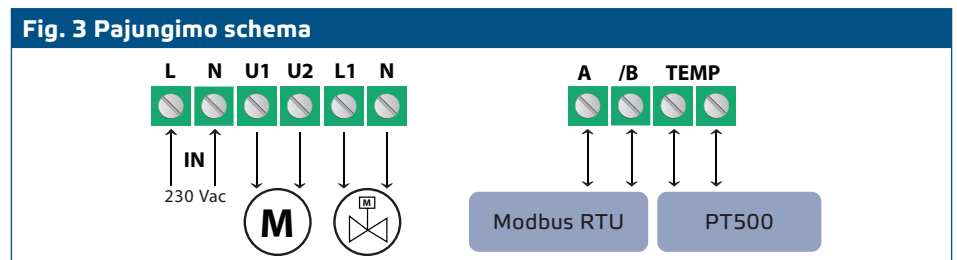 Fig. 3 Pajungimo schema
L N U1 U2 L1 N
A /B TEMP
IN
230 Vac
M
M
Modbus RTU
PT500